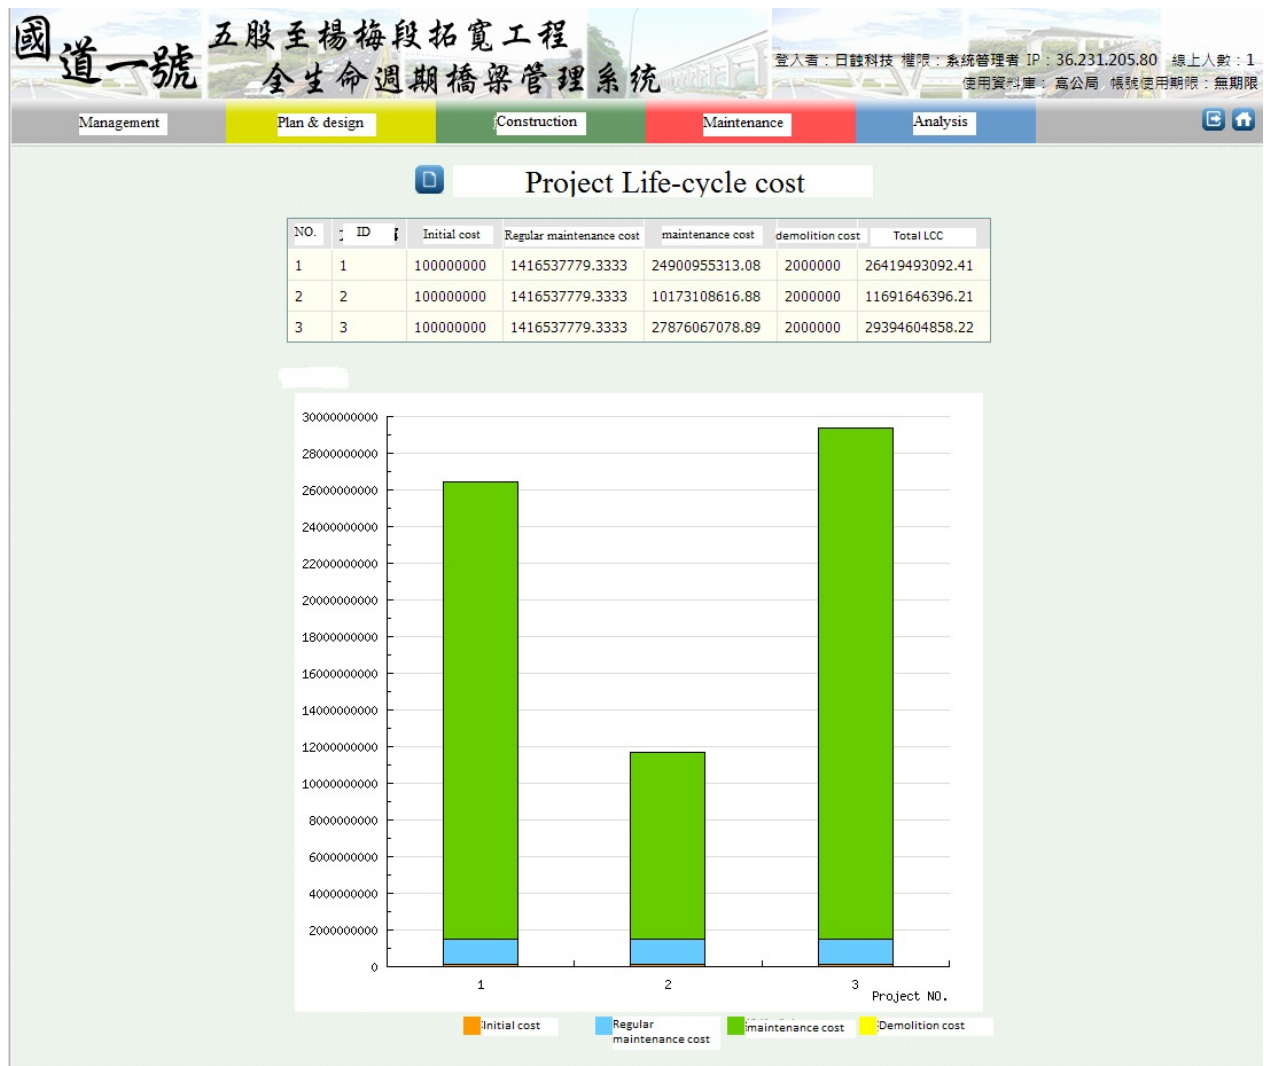 國道一號
五股至楊梅段拓寬工程
全生命週期橋梁管理系統
登入者：日蝕科技 權限：系統管理者 IP：36.231.205.80 線上人數：1
使用資料庫：高公局 帳號使用期限：無期限
Management Plan & design Construction Maintenance Analysis
Project Life-cycle cost
NO. ID Initial cost Regular maintenance cost maintenance cost demolition cost Total LCC
1 1 100000000 1416537779.3333 24900955313.08 2000000 26419493092.41
2 2 100000000 1416537779.3333 10173108616.88 2000000 11691646396.21
3 3 100000000 1416537779.3333 27876067078.89 2000000 29394604858.22
30000000000
28000000000
26000000000
24000000000
22000000000
20000000000
18000000000
16000000000
14000000000
12000000000
10000000000
8000000000
6000000000
4000000000
2000000000
0
1 2 3
Project NO.
Initial cost Regular maintenance cost Demolition cost
maintenance cost